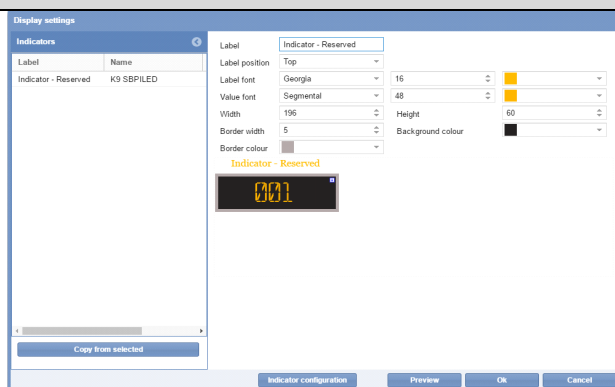 Display settings
Indicators
Label Name
Indicator - Reserved K9 SBPILED
Copy from selected
Label Indicator - Reserved
Label position Top
Label font Georgia 16
Value font Segmental 48
Width 196 Height 60
Border width 5 Background colour
Border colour
Indicator - Reserved
001
Indicator configuration Preview Ok Cancel